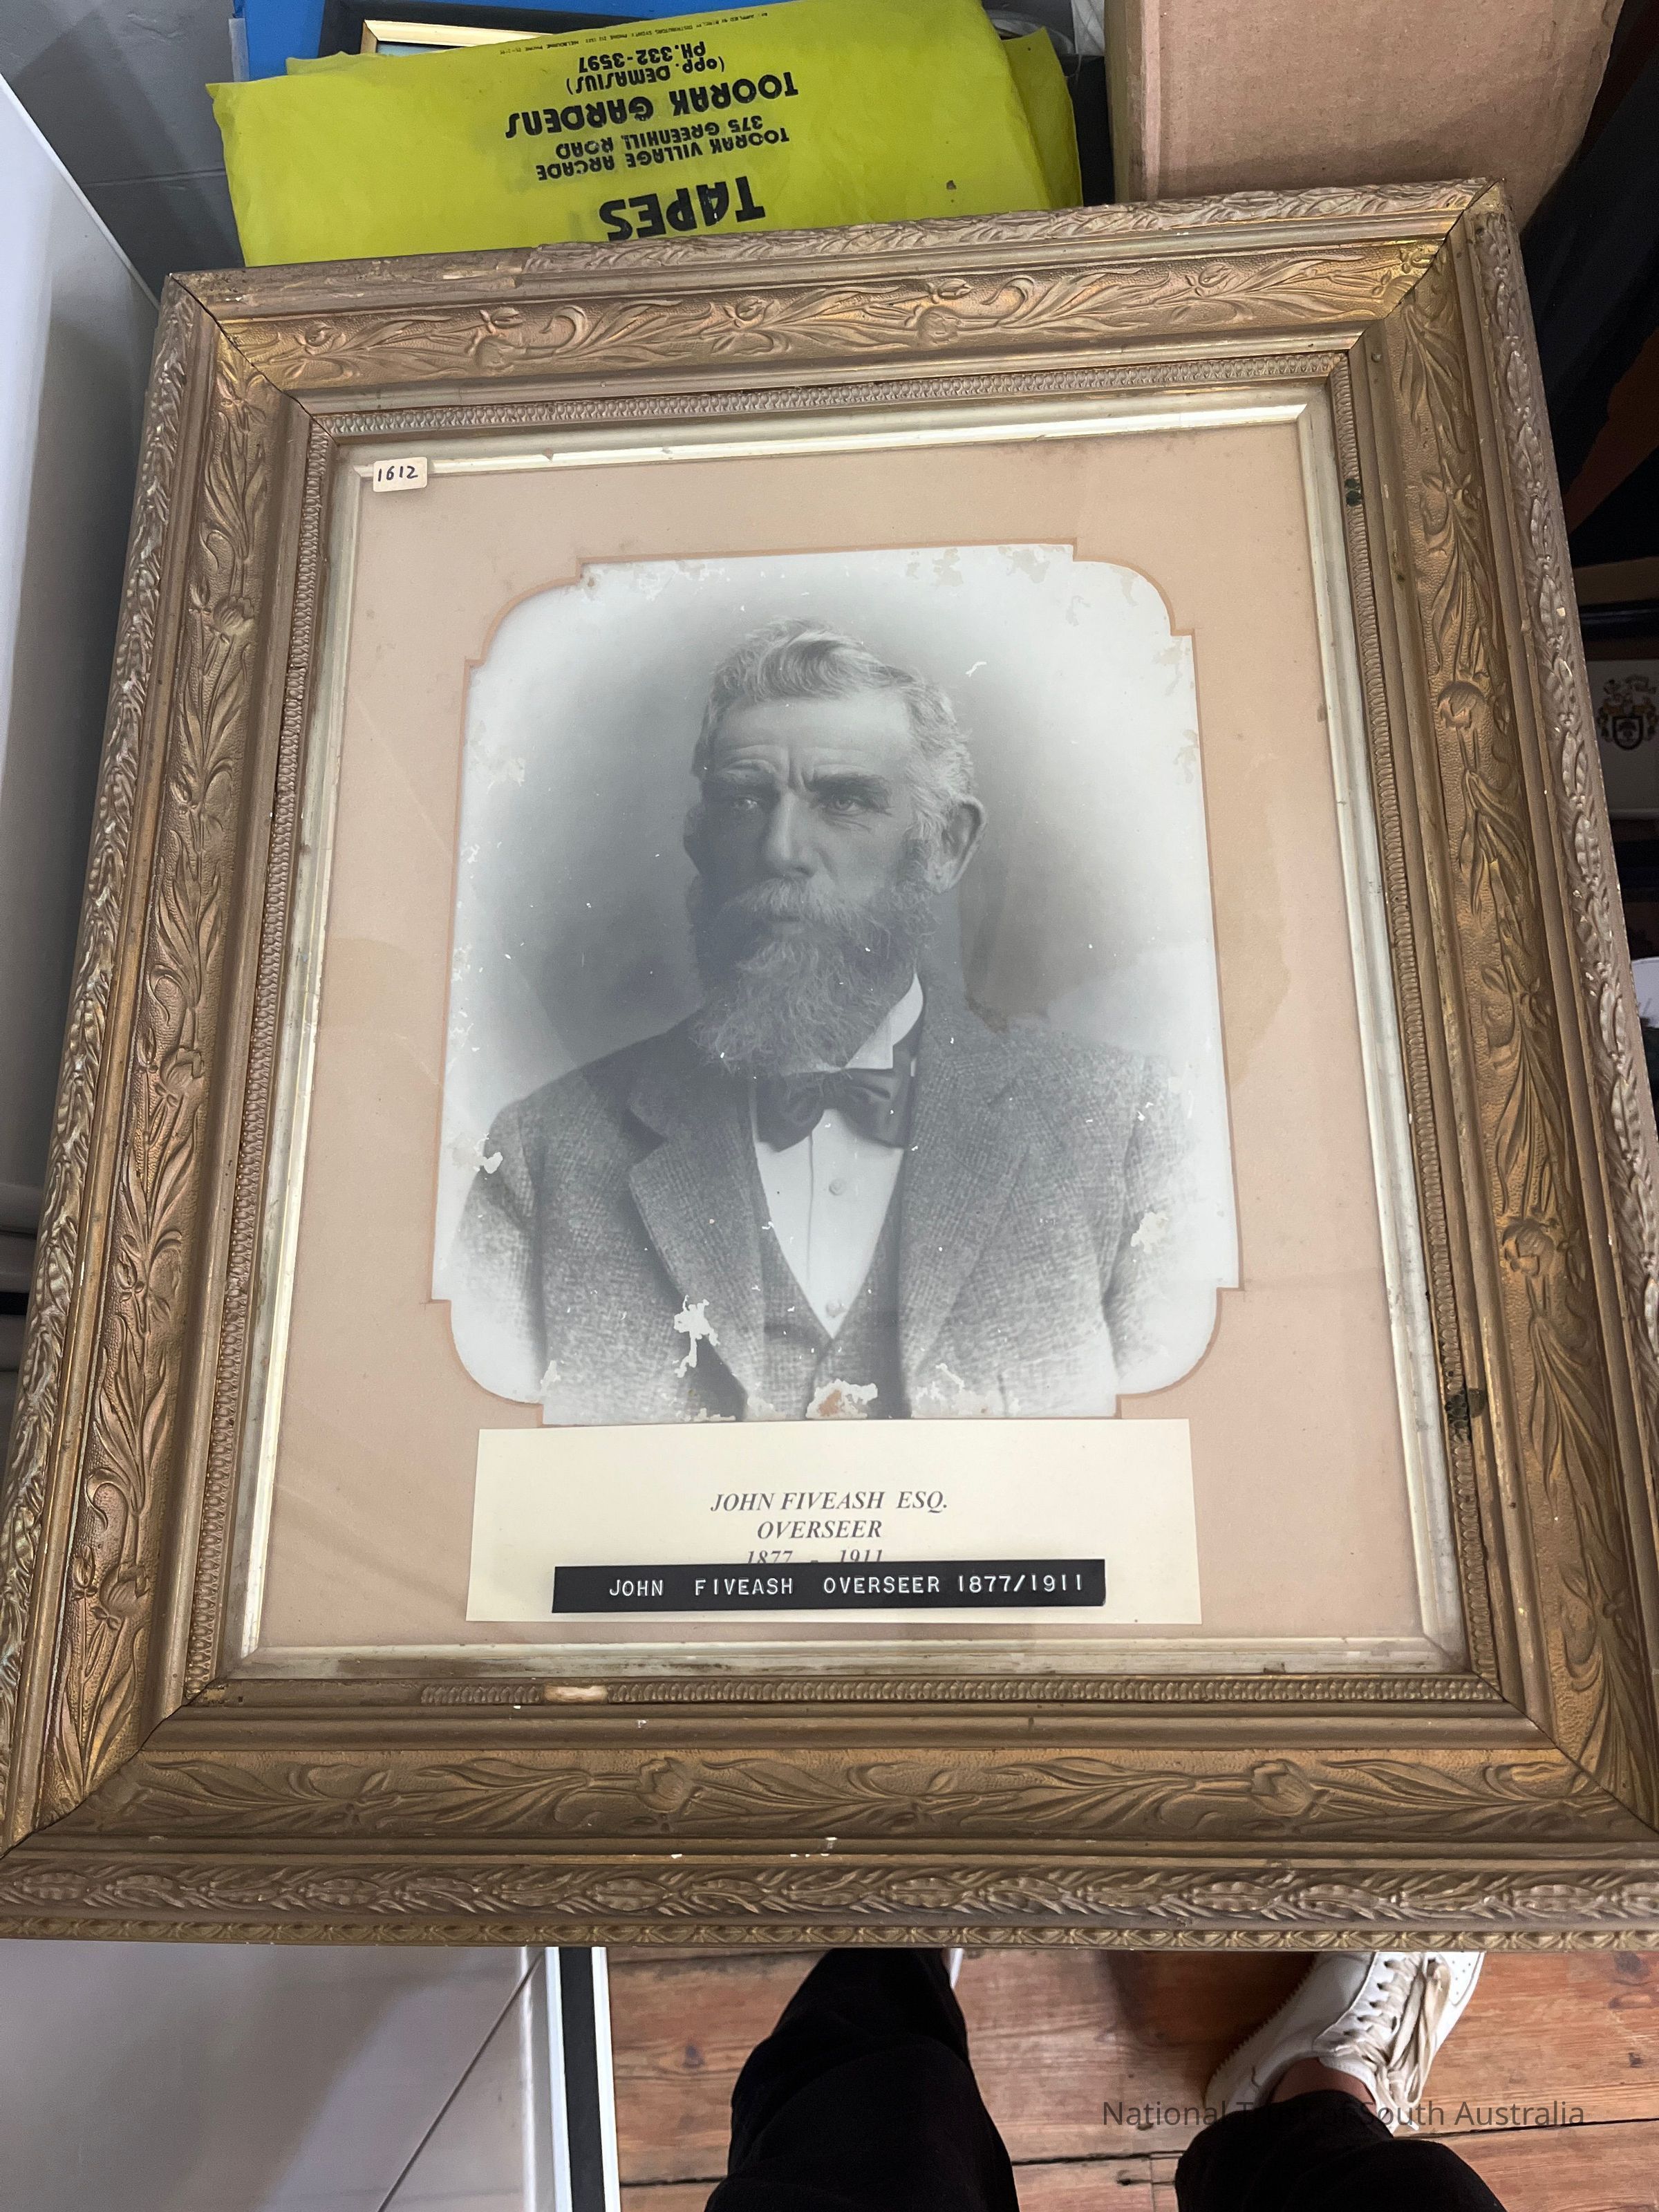 TAPES
TOORAK VILLAGE ARCADE
375 GREENHILL ROAD
TOORAK GARDENS
(OPP. DEMASIUS)
PH. 332-3597
1612
JOHN FIVEASH ESQ.
OVERSEER
1877 - 1911
JOHN FIVEASH OVERSEER 1877/1911
National Trust of South Australia